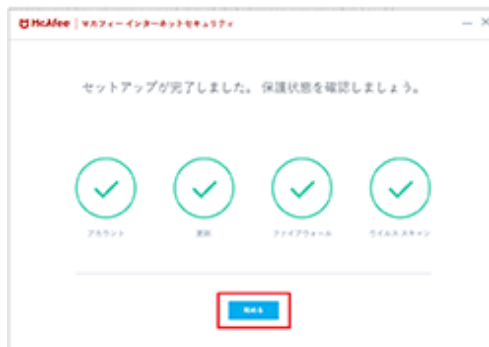 McAfee | マカフィー インターネットセキュリティ
セットアップが完了しました。 保護状態を確認しましょう。
アカウント 更新 ファイアウォール ウイルス スキャン
始める